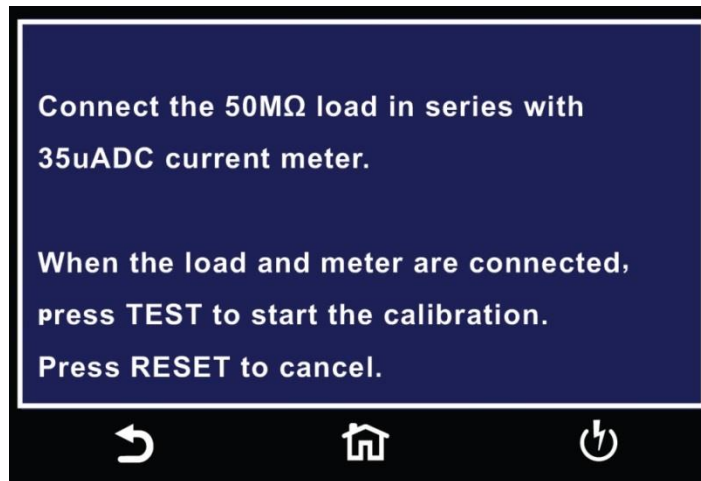 Connect the 50MΩ load in series with
35uADC current meter.
When the load and meter are connected,
press TEST to start the calibration.
Press RESET to cancel.